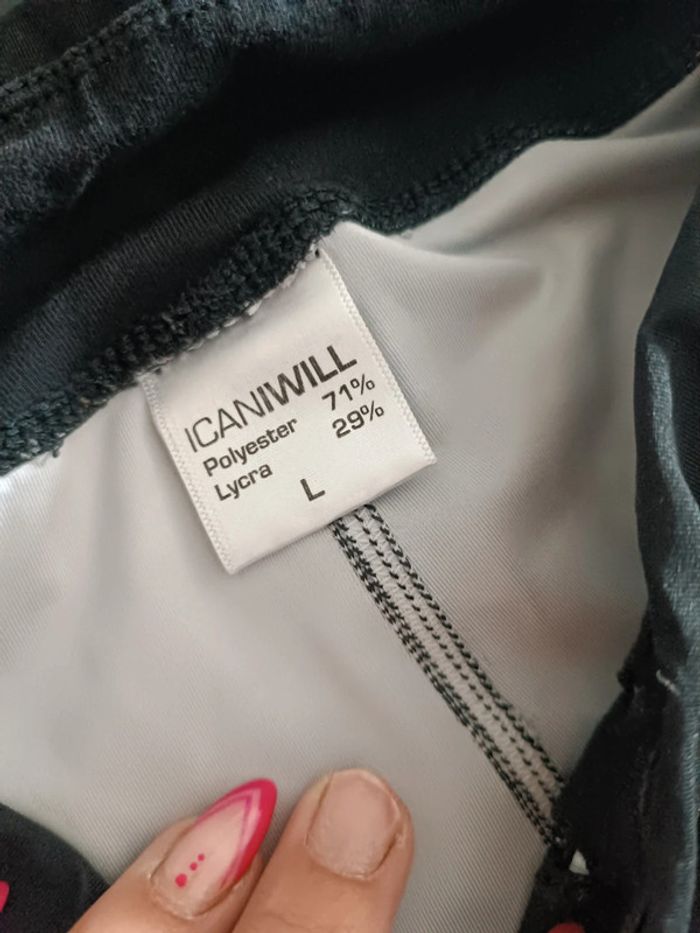 ICANIWILL
Polyester 71%
Lycra 29%
L